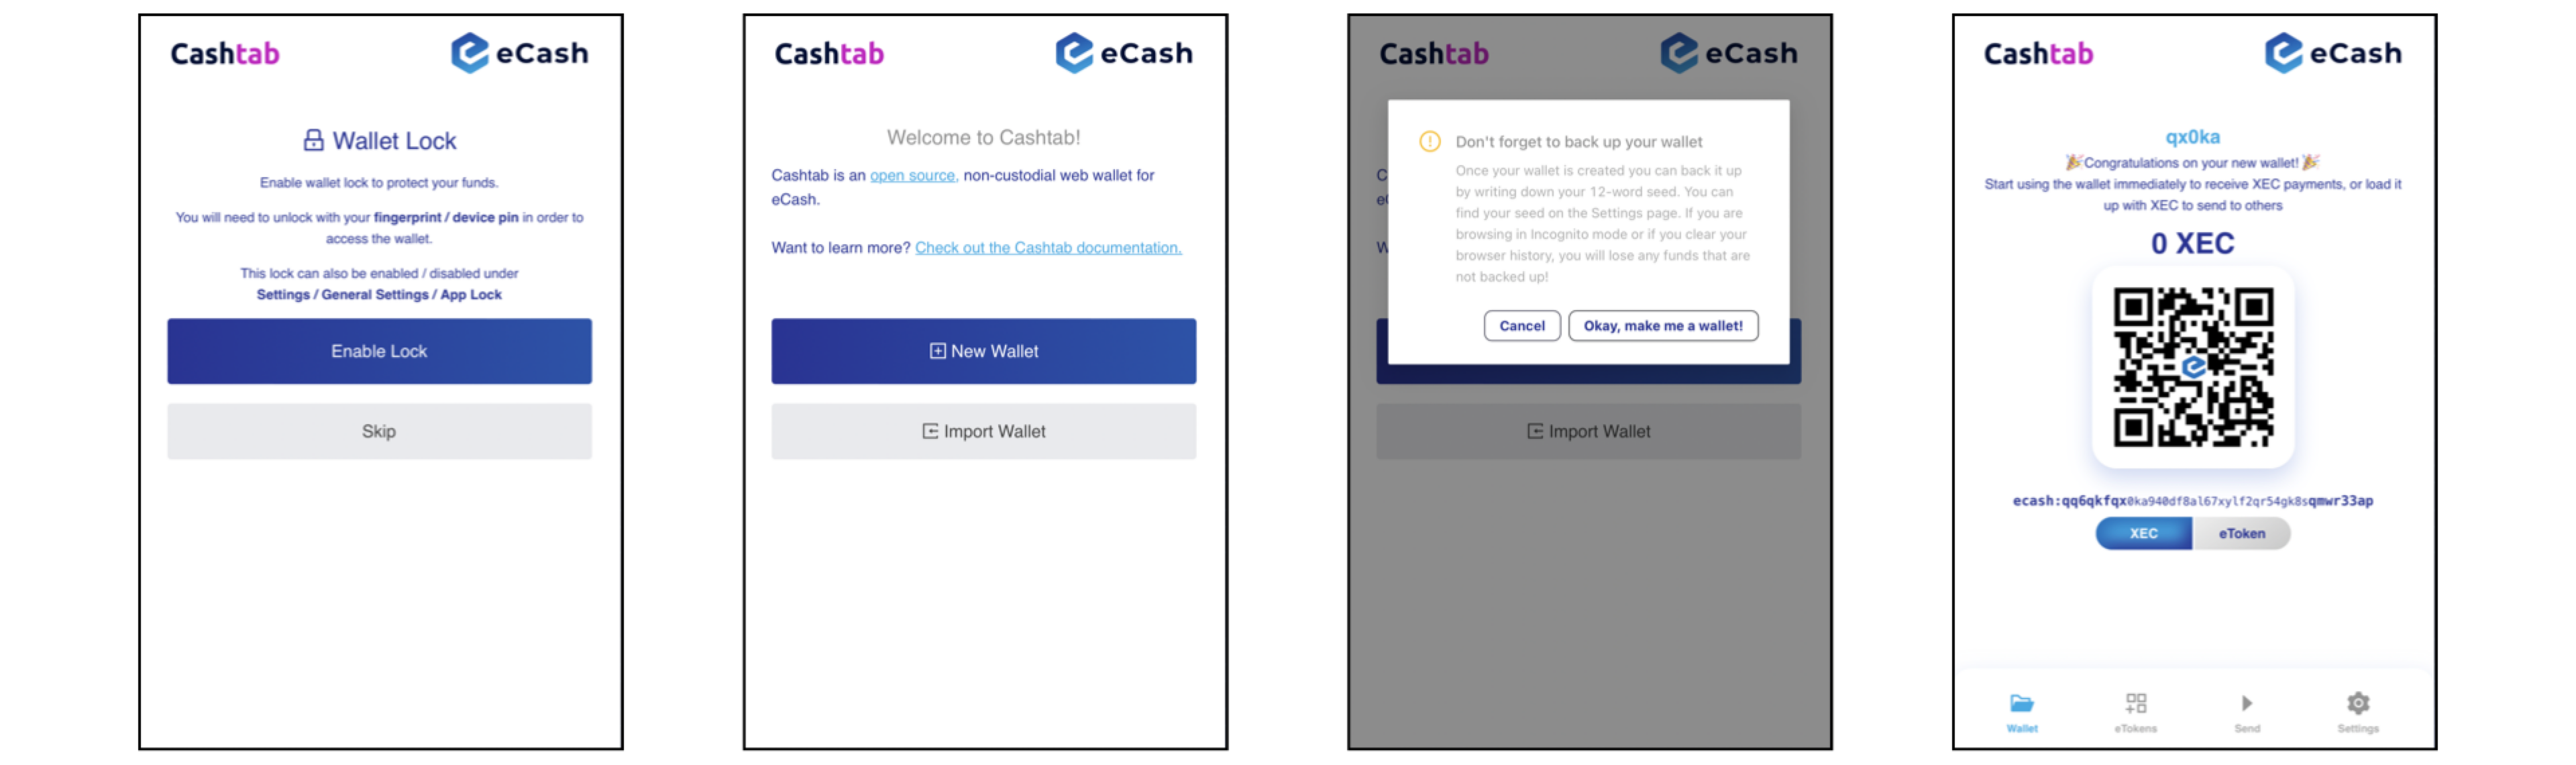 Cashtab eCash
Wallet Lock
Enable wallet lock to protect your funds.
You will need to unlock with your fingerprint / device pin in order to
access the wallet.
This lock can also be enabled / disabled under
Settings / General Settings / App Lock
Enable Lock
Skip
Cashtab eCash
Welcome to Cashtab!
Cashtab is an open source, non-custodial web wallet for
eCash.
Want to learn more? Check out the Cashtab documentation.
New Wallet
Import Wallet
Cashtab eCash
Don't forget to back up your wallet
Once your wallet is created you can back it up
by writing down your 12-word seed. You can
find your seed on the Settings page. If you are
browsing in Incognito mode or if you clear your
browser history, you will lose any funds that are
not backed up!
Cancel Okay, make me a wallet!
Import Wallet
Cashtab eCash
qx0ka
Congratulations on your new wallet!
Start using the wallet immediately to receive XEC payments, or load it
up with XEC to send to others
0 XEC
ecash:qq6qkfqx0ka940df8al67xylf2qr54gk8sqmwr33ap
XEC eToken
Wallet eTokens Send Settings